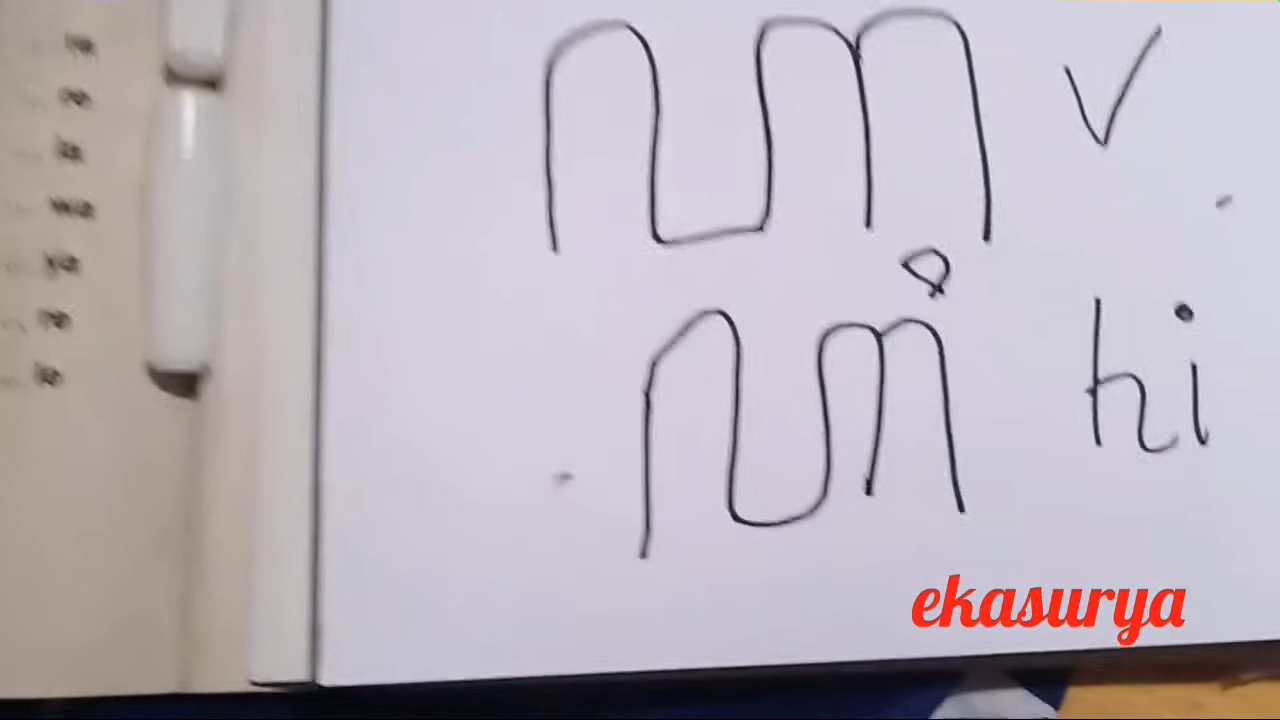 ꦲ ✓
ꦲꦶ hi
ekasurya